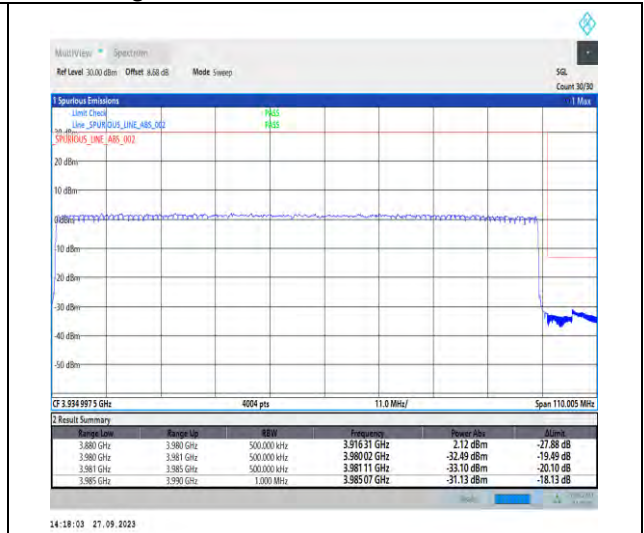 MultiView Spectrum
Ref Level 30.00 dBm Offset 8.68 dB Mode Sweep SGL
Count 30/30
1 Spurious Emissions 1 Max
Limit Check PASS
Line _SPURIOUS_LINE_ABS_002 PASS
_SPURIOUS_LINE_ABS_002
20 dBm
10 dBm
0 dBm
-10 dBm
-20 dBm
-30 dBm
-40 dBm
-50 dBm
CF 3.934 997 5 GHz 4004 pts 11.0 MHz/ Span 110.005 MHz
2 Result Summary
Range Low Range Up RBW Frequency Power Abs ΔLimit
3.880 GHz 3.980 GHz 500.000 kHz 3.916 31 GHz 2.12 dBm -27.88 dB
3.980 GHz 3.981 GHz 500.000 kHz 3.980 02 GHz -32.49 dBm -19.49 dB
3.981 GHz 3.985 GHz 500.000 kHz 3.981 11 GHz -33.10 dBm -20.10 dB
3.985 GHz 3.990 GHz 1.000 MHz 3.985 07 GHz -31.13 dBm -18.13 dB
Ready
14:18:03 27.09.2023